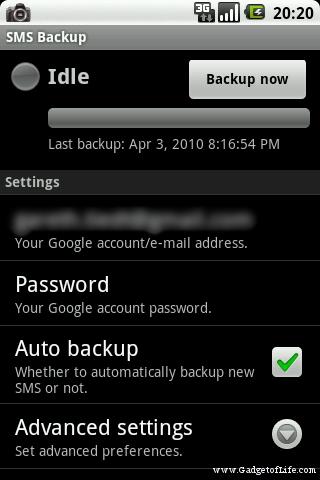 3G
20:20
SMS Backup
Idle
Backup now
Last backup: Apr 3, 2010 8:16:54 PM
Settings
Your Google account/e-mail address.
Password
Your Google account password.
Auto backup
Whether to automatically backup new
SMS or not.
Advanced settings
Set advanced preferences.
www.GadgetofLife.com